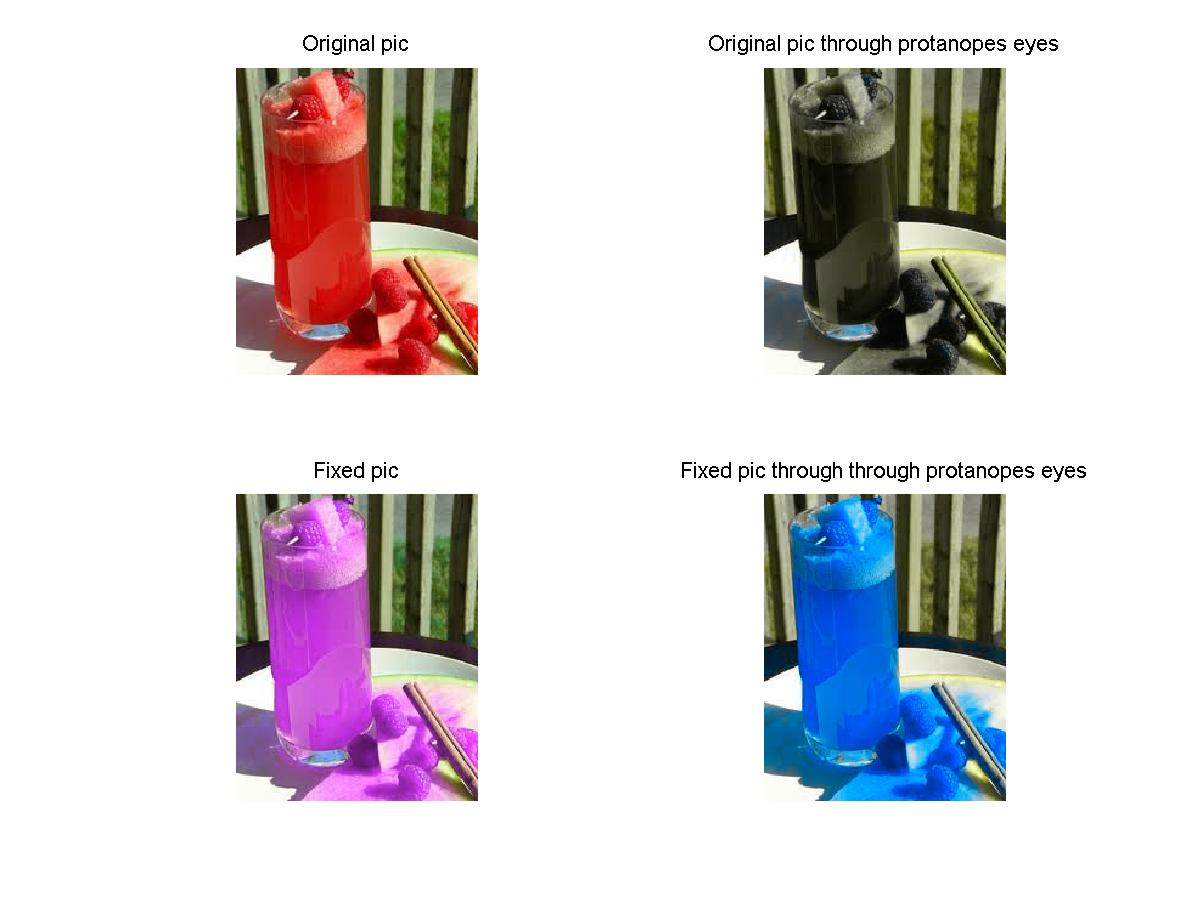 Original pic
Original pic through protanopes eyes
Fixed pic
Fixed pic through through protanopes eyes